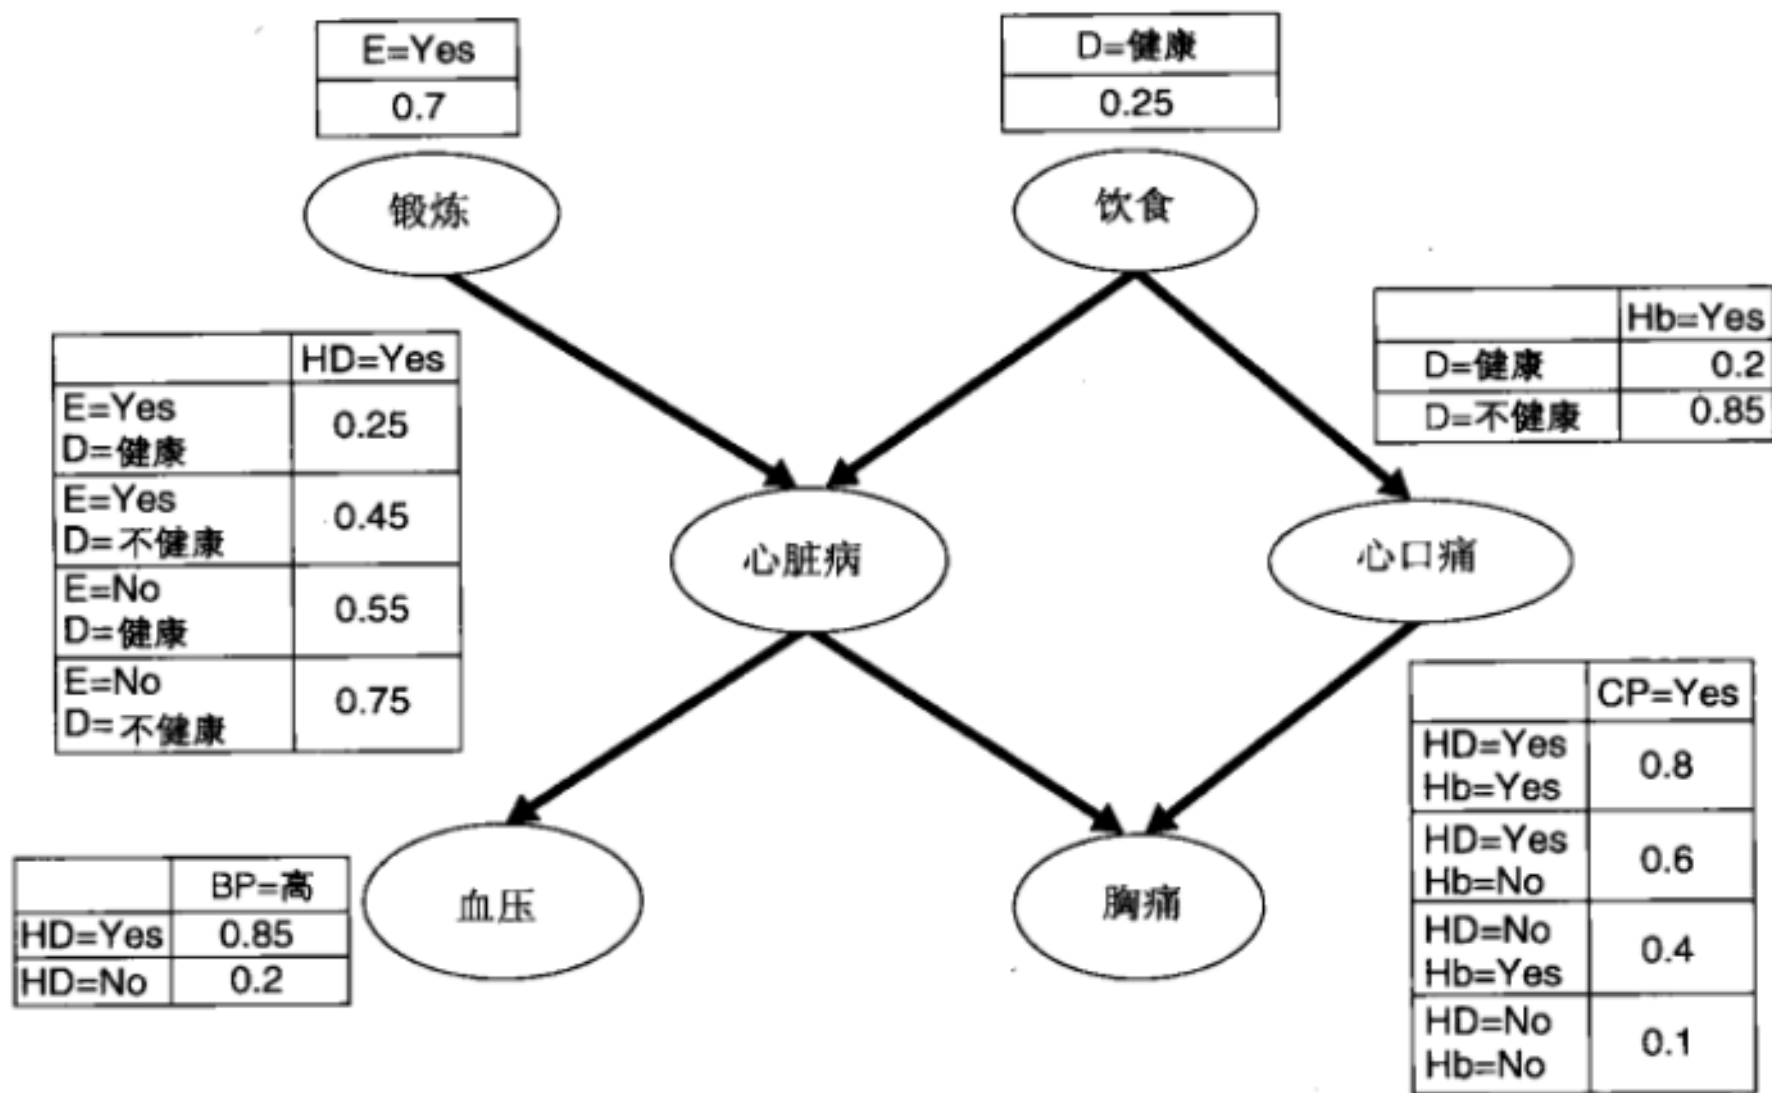 E=Yes
0.7
D=健康
0.25
锻炼
饮食
Hb=Yes
D=健康 0.2
D=不健康 0.85
HD=Yes
E=Yes
D=健康
0.25
E=Yes
D=不健康
0.45
E=No
D=健康
0.55
E=No
D=不健康
0.75
心脏病
心口痛
CP=Yes
HD=Yes
Hb=Yes
0.8
HD=Yes
Hb=No
0.6
HD=No
Hb=Yes
0.4
HD=No
Hb=No
0.1
BP=高
HD=Yes 0.85
HD=No 0.2
血压
胸痛